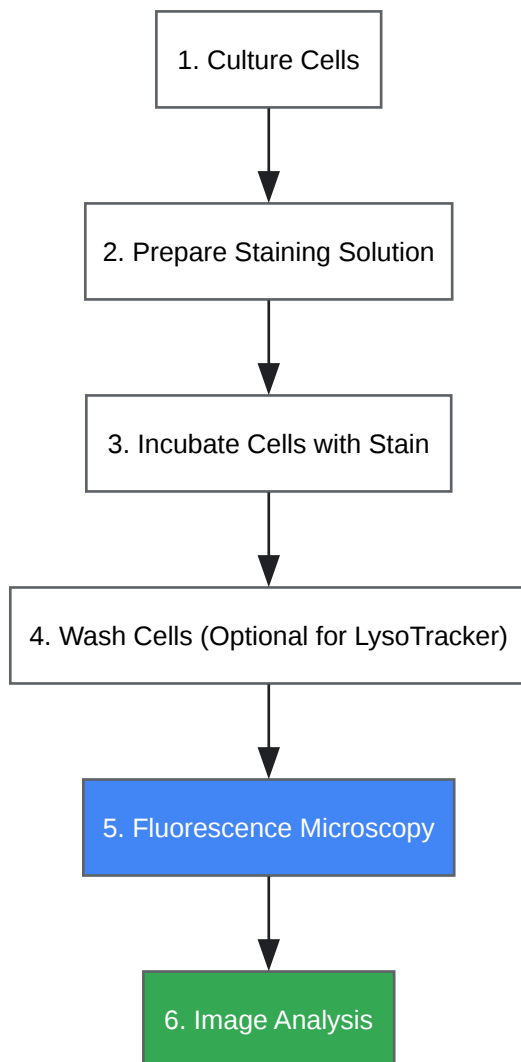 1. Culture Cells
2. Prepare Staining Solution
3. Incubate Cells with Stain
4. Wash Cells (Optional for LysoTracker)
5. Fluorescence Microscopy
6. Image Analysis